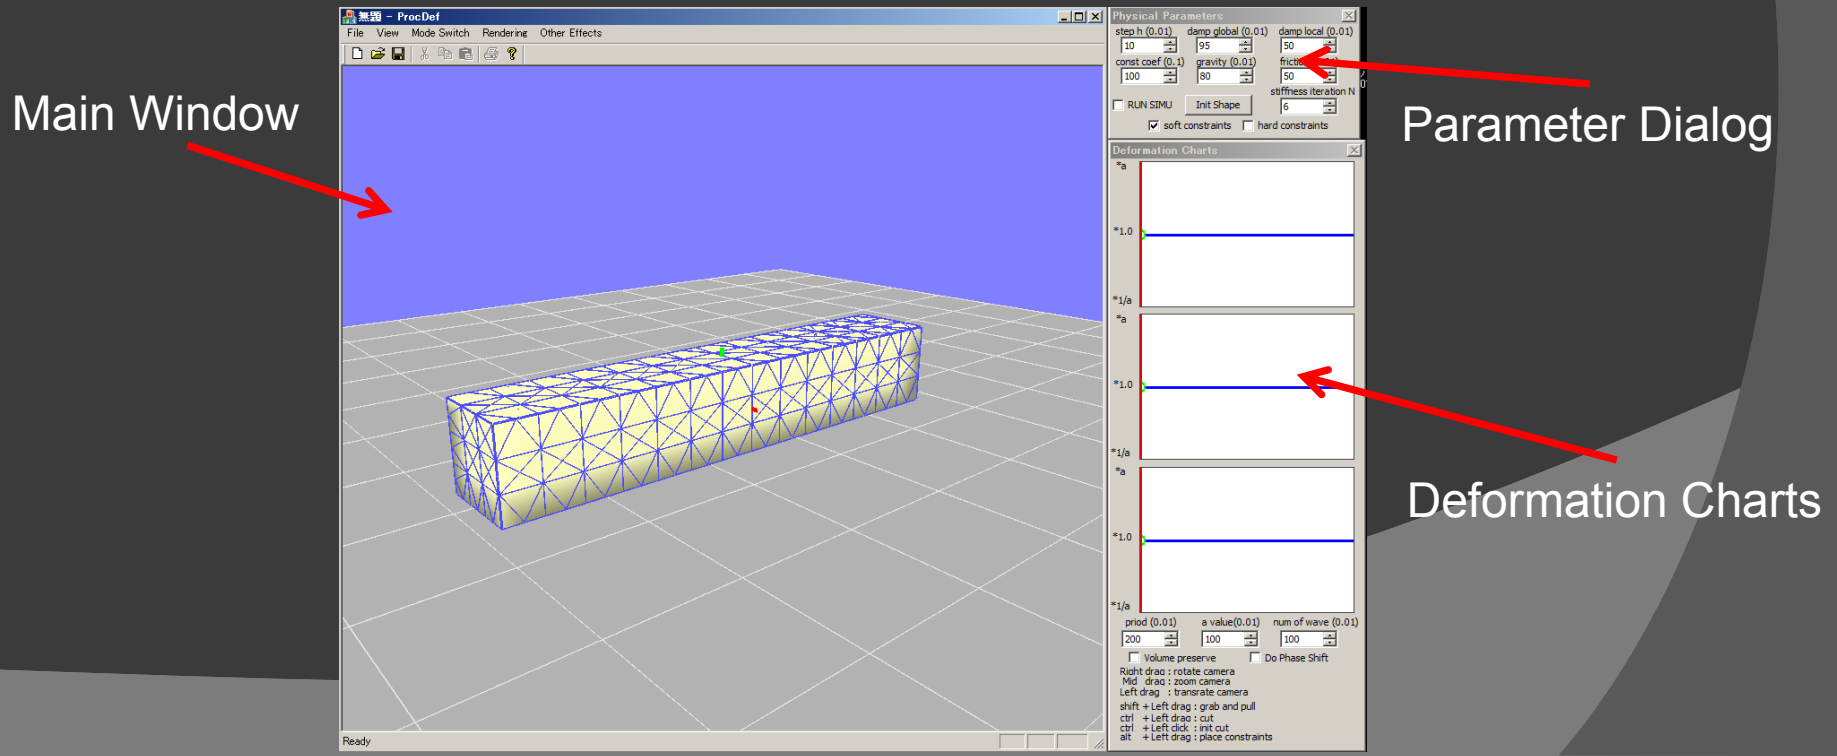 Main Window
無題 - ProcDef
File View Mode Switch Rendering Other Effects
Ready
Physical Parameters
step h (0.01) damp global (0.01) damp local (0.01)
10 95 50
const coef (0.1) gravity (0.01)
100 80 50
stiffness iteration N
RUN SIMU Init Shape 6
soft constraints hard constraints
Parameter Dialog
Deformation Charts
*a
*1.0
*1/a
*a
*1.0
*1/a
*a
*1.0
*1/a
Deformation Charts
priod (0.01) a value(0.01) num of wave (0.01)
200 100 100
Volume preserve Do Phase Shift
Right drag : rotate camera
Mid drag : zoom camera
Left drag : transrate camera
shift + Left drag : grab and pull
ctrl + Left drag : cut
ctrl + Left click : init cut
alt + Left drag : place constraints